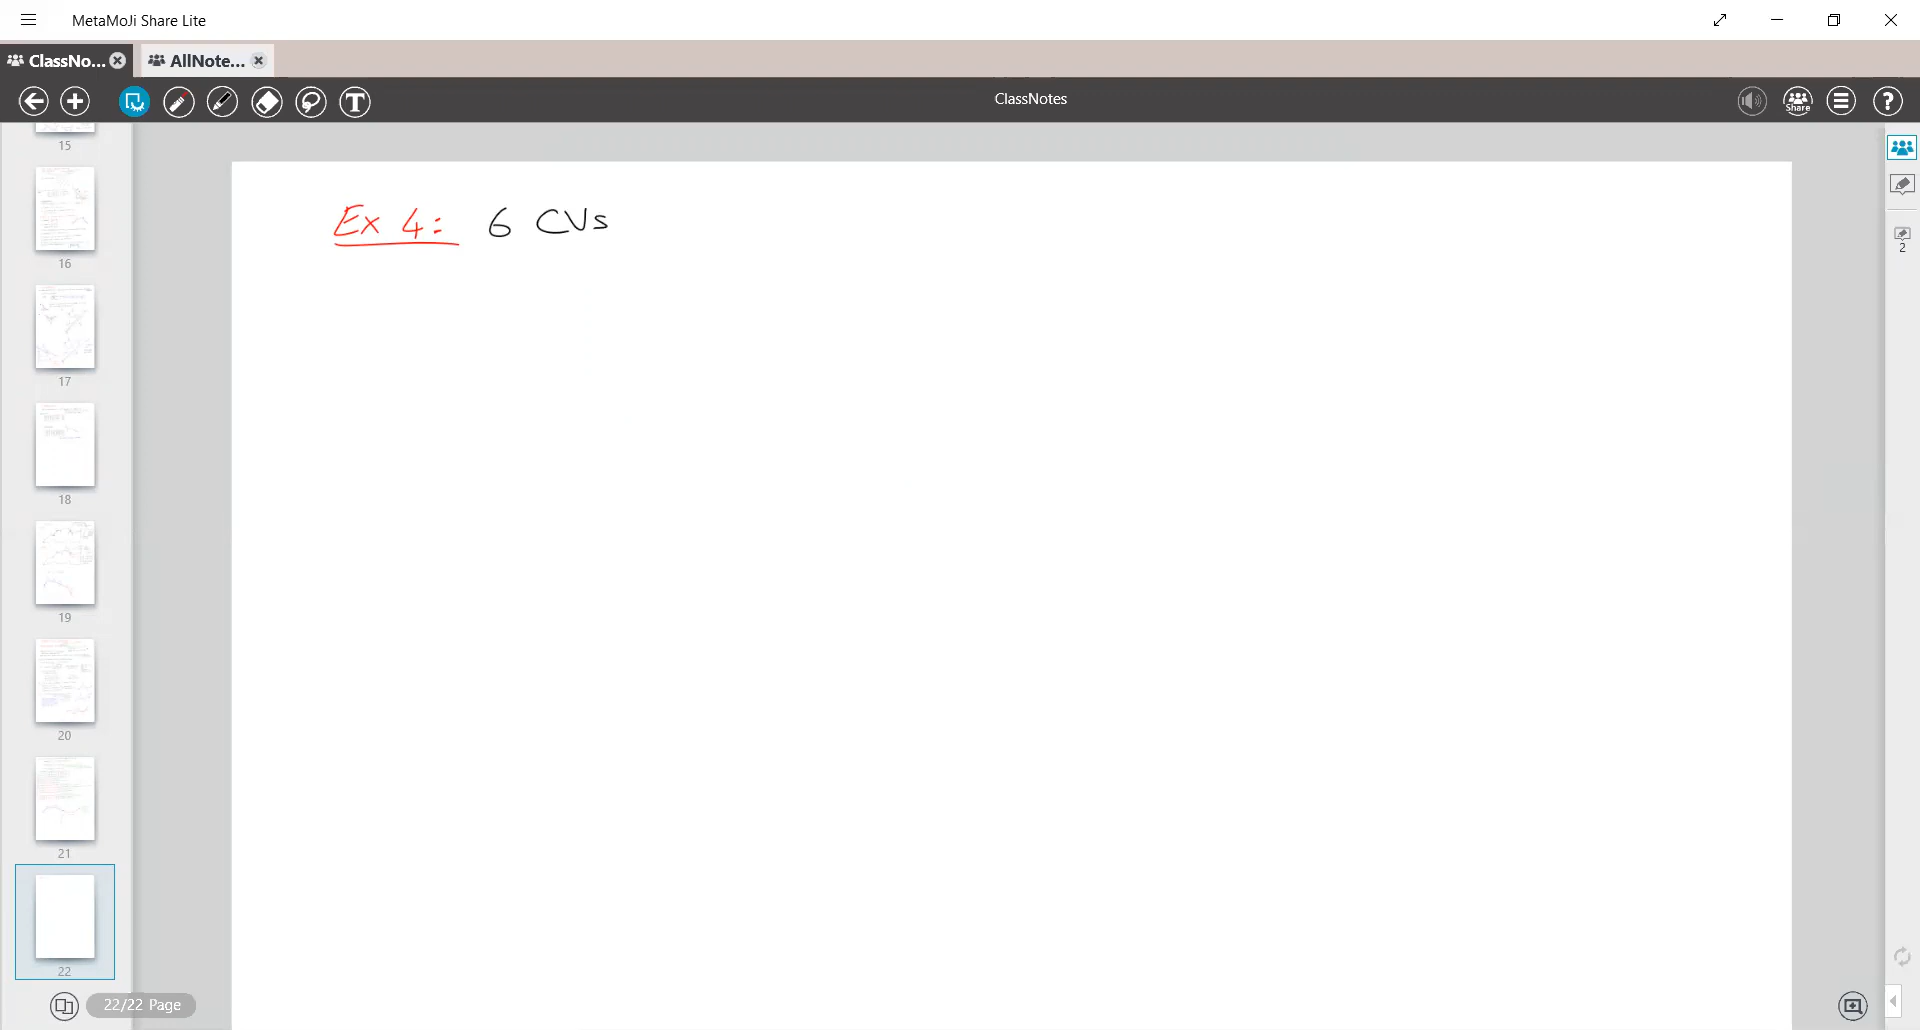 MetaMoJi Share Lite
ClassNo...
AllNote...
ClassNotes
Share
15
16
17
18
19
20
21
22
22/22 Page
Ex 4: 6 CVs
2